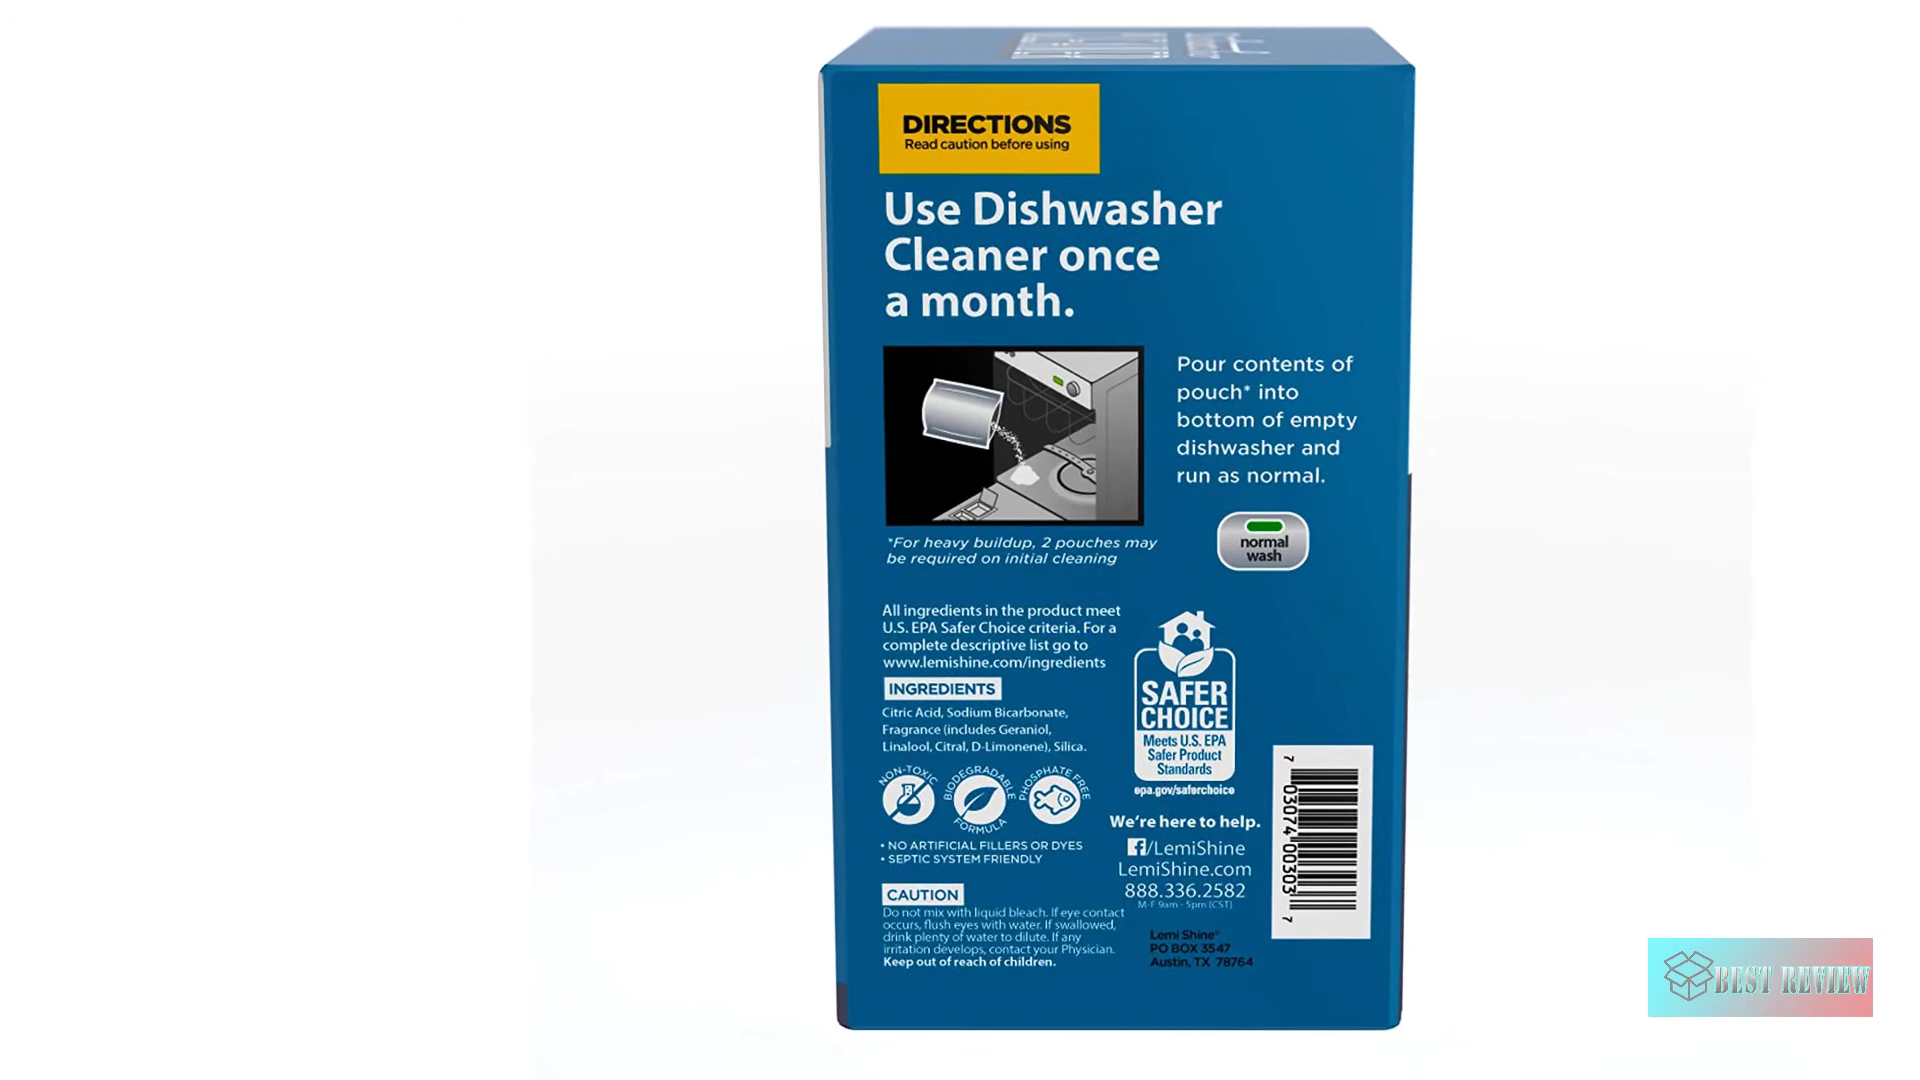 DIRECTIONS
Read caution before using
Use Dishwasher
Cleaner once
a month.
Pour contents of
pouch* into
bottom of empty
dishwasher and
run as normal.
normal
wash
*For heavy buildup, 2 pouches may
be required on initial cleaning
All ingredients in the product meet
U.S. EPA Safer Choice criteria. For a
complete descriptive list go to
www.lemishine.com/ingredients
INGREDIENTS
Citric Acid, Sodium Bicarbonate,
Fragrance (includes Geraniol,
Linalool, Citral, D-Limonene), Silica.
NON-TOXIC
BIODEGRADABLE
FORMULA
PHOSPHATE FREE
• NO ARTIFICIAL FILLERS OR DYES
• SEPTIC SYSTEM FRIENDLY
CAUTION
Do not mix with liquid bleach. If eye contact
occurs, flush eyes with water. If swallowed,
drink plenty of water to dilute. If any
irritation develops, contact your Physician.
Keep out of reach of children.
SAFER
CHOICE
Meets U.S. EPA
Safer Product
Standards
epa.gov/saferchoice
We're here to help.
/LemiShine
LemiShine.com
888.336.2582
M-F 9am - 5pm (CST)
Lemi Shine®
PO BOX 3547
Austin, TX 78764
7 03074 00303 7
BEST REVIEW